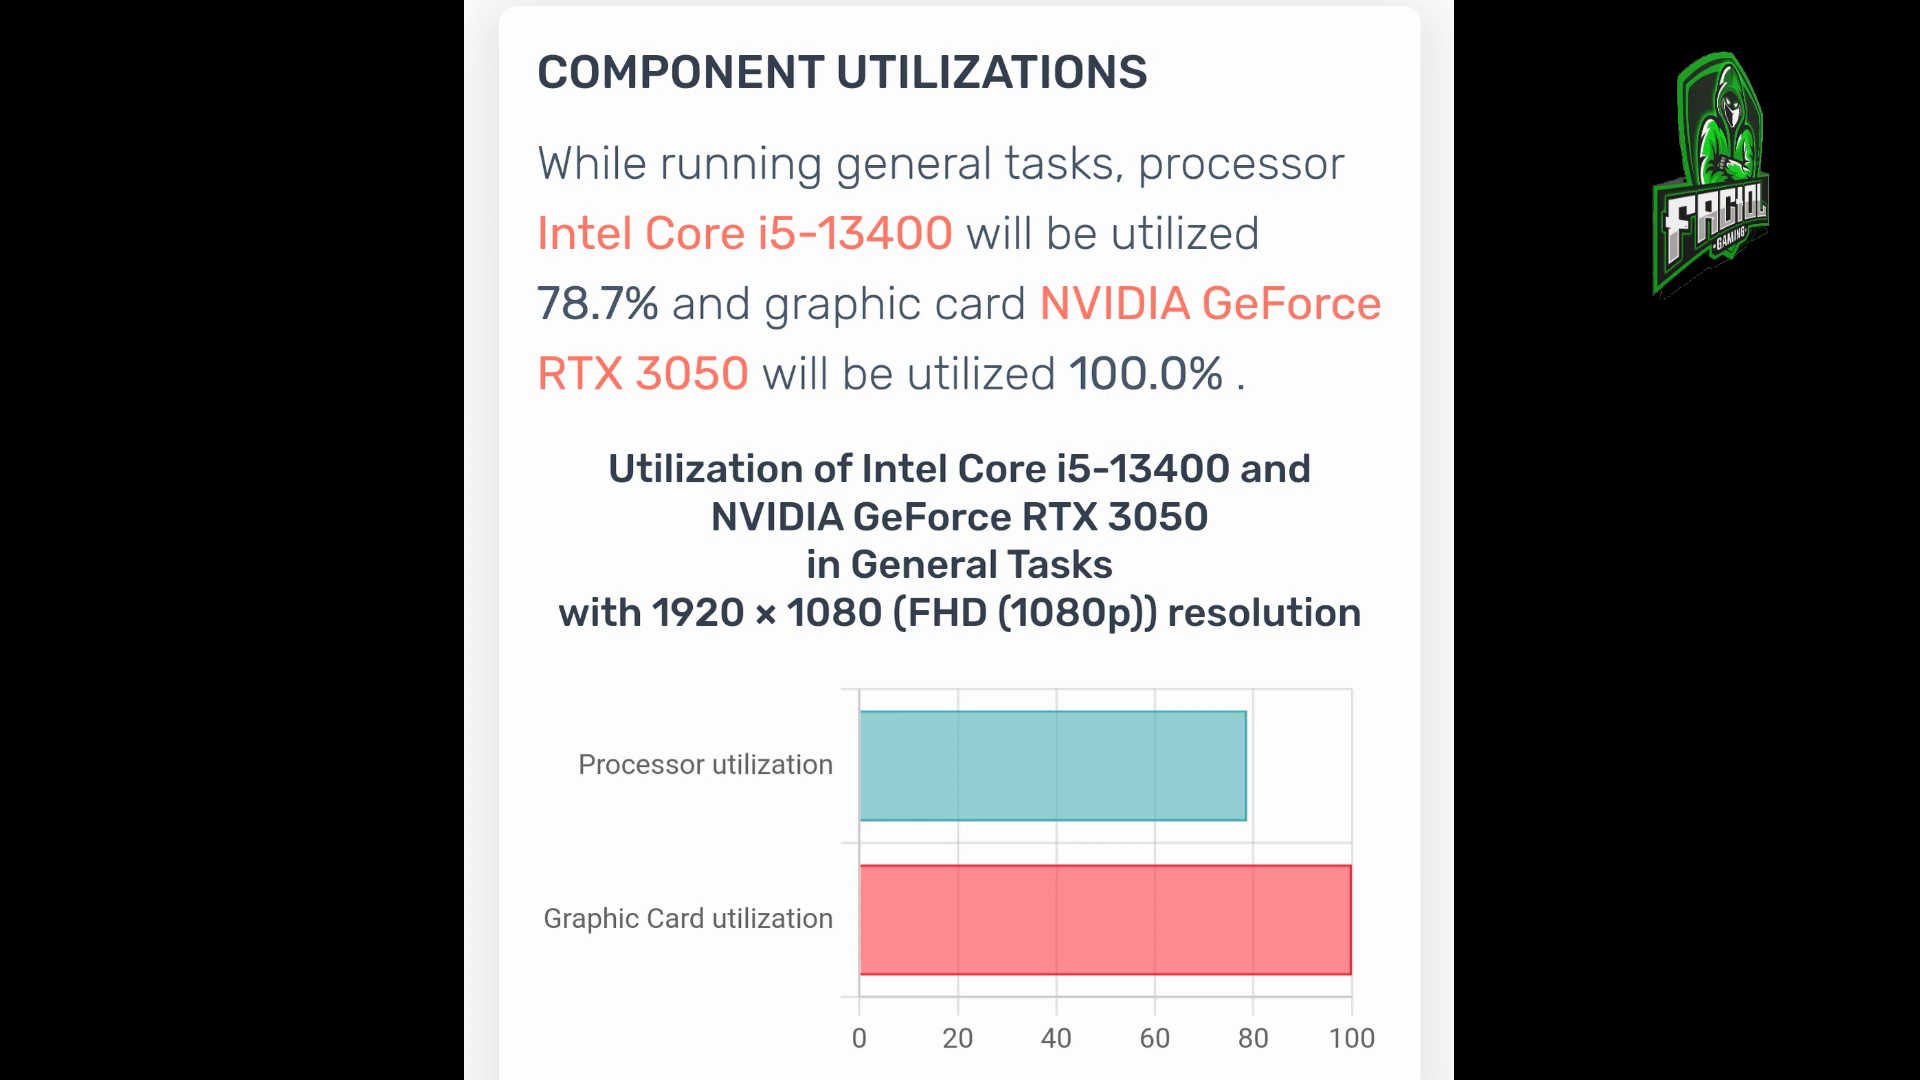 COMPONENT UTILIZATIONS
While running general tasks, processor
Intel Core i5-13400 will be utilized
78.7% and graphic card NVIDIA GeForce
RTX 3050 will be utilized 100.0% .
Utilization of Intel Core i5-13400 and
NVIDIA GeForce RTX 3050
in General Tasks
with 1920 × 1080 (FHD (1080p)) resolution
Processor utilization
Graphic Card utilization
0 20 40 60 80 100
FACIOL
GAMING